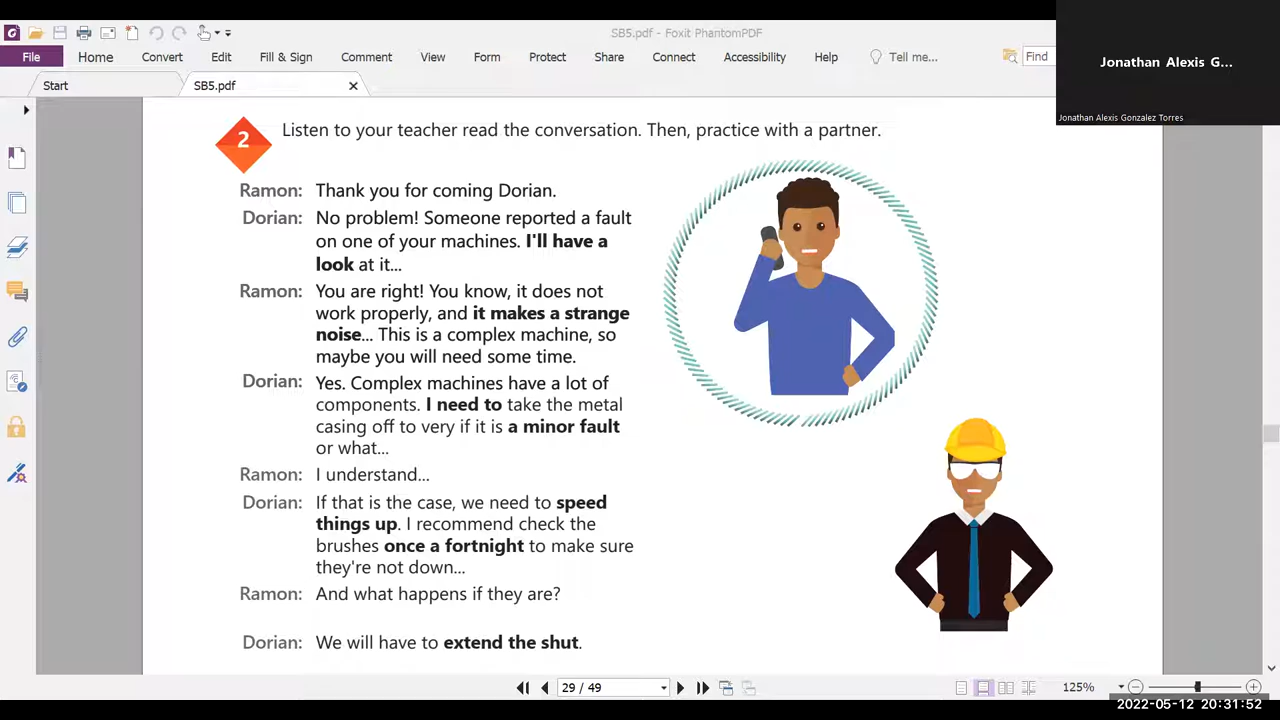 SB5.pdf - Foxit PhantomPDF
File Home Convert Edit Fill & Sign Comment View Form Protect Share Connect Accessibility Help Tell me... Find
Jonathan Alexis G...
Jonathan Alexis Gonzalez Torres
Start SB5.pdf
2 Listen to your teacher read the conversation. Then, practice with a partner.
Ramon: Thank you for coming Dorian.
Dorian: No problem! Someone reported a fault
on one of your machines. I'll have a
look at it...
Ramon: You are right! You know, it does not
work properly, and it makes a strange
noise... This is a complex machine, so
maybe you will need some time.
Dorian: Yes. Complex machines have a lot of
components. I need to take the metal
casing off to very if it is a minor fault
or what...
Ramon: I understand...
Dorian: If that is the case, we need to speed
things up. I recommend check the
brushes once a fortnight to make sure
they're not down...
Ramon: And what happens if they are?
Dorian: We will have to extend the shut.
29 / 49 125%
2022-05-12 20:31:52